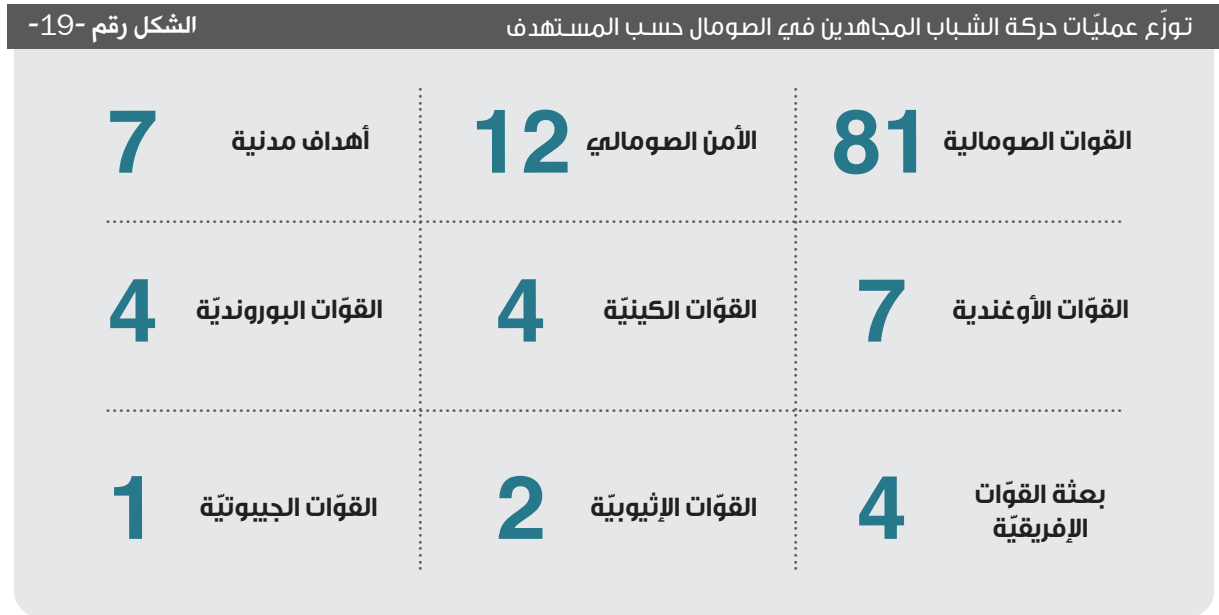 توزّع عمليّات حركة الشباب المجاهدين في الصومال حسب المستهدف
الشكل رقم -19-
القوات الصومالية 81
الأمن الصومالي 12
أهداف مدنية 7
القوّات الأوغندية 7
القوّات الكينيّة 4
القوّات البورونديّة 4
بعثة القوّات
الإفريقيّة 4
القوّات الإثيوبيّة 2
القوّات الجيبوتيّة 1